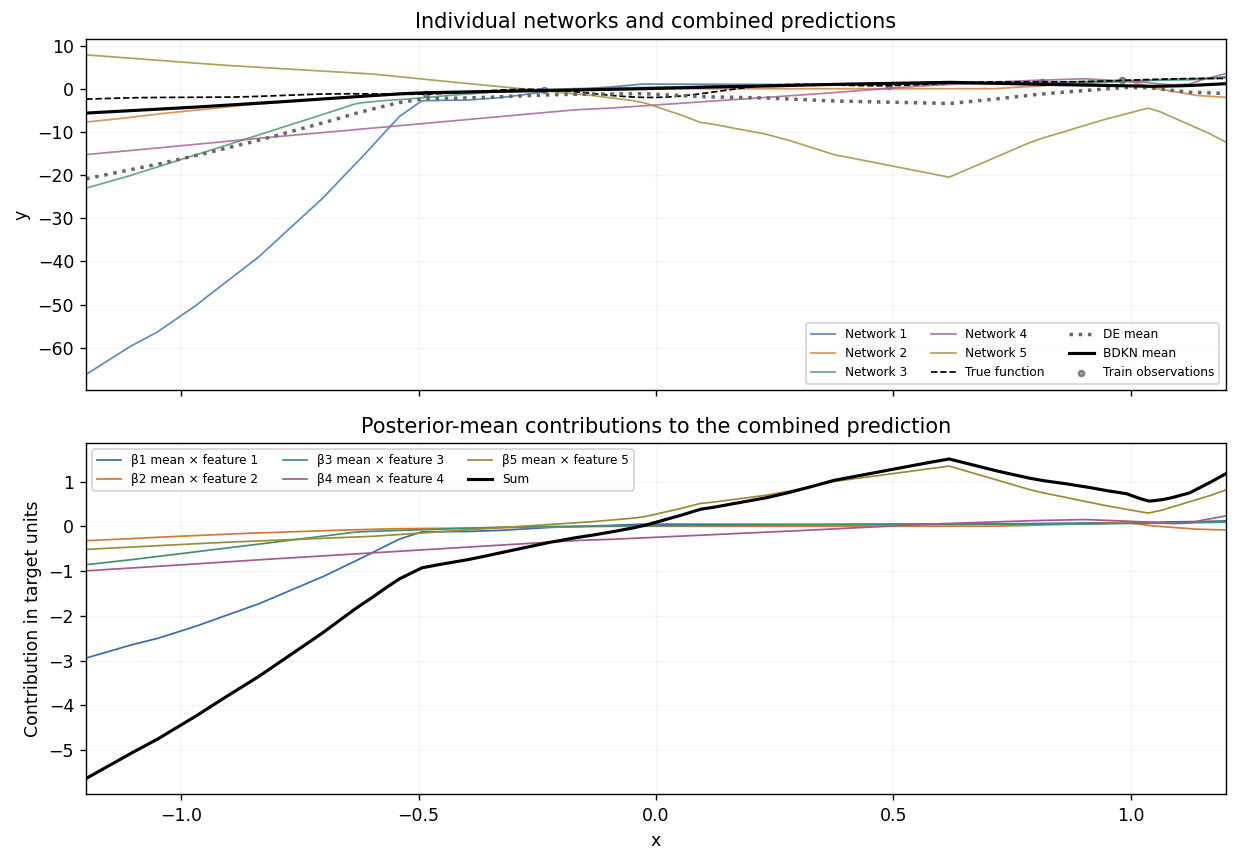 Individual networks and combined predictions
10
0
−10
−20
−30
−40
−50
−60
y
Network 1
Network 2
Network 3
Network 4
Network 5
True function
DE mean
BDKN mean
Train observations
Posterior-mean contributions to the combined prediction
β1 mean × feature 1
β2 mean × feature 2
β3 mean × feature 3
β4 mean × feature 4
β5 mean × feature 5
Sum
1
0
−1
−2
−3
−4
−5
Contribution in target units
−1.0
−0.5
0.0
0.5
1.0
x